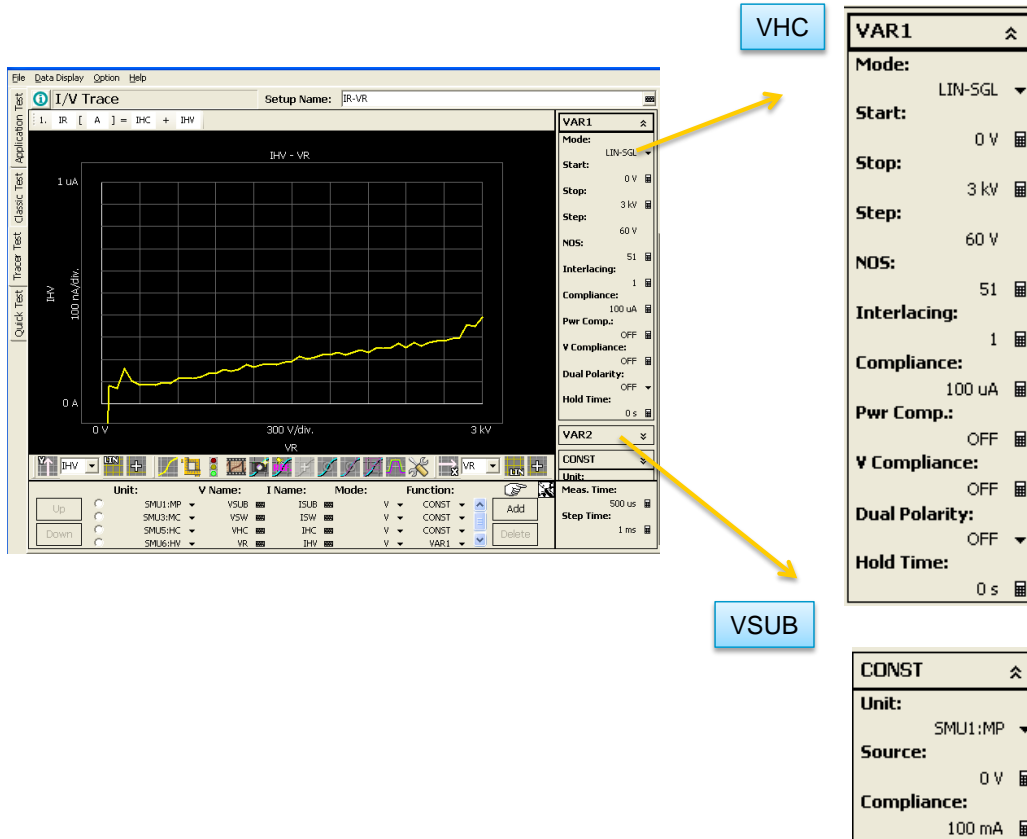 VHC
File Data Display Option Help
I/V Trace
Setup Name: IR-VR
1. IR [ A ] = IHC + IHV
Application Test
Classic Test
Tracer Test
Quick Test
IHV - VR
1 uA
IHV
100 nA/div.
0 A
0 V
300 V/div.
3 kV
VR
VAR1
Mode:
LIN-SGL
Start:
0 V
Stop:
3 kV
Step:
60 V
NOS:
51
Interlacing:
1
Compliance:
100 uA
Pwr Comp.:
OFF
V Compliance:
OFF
Dual Polarity:
OFF
Hold Time:
0 s
VAR2
CONST
Unit:
Meas. Time:
500 us
Step Time:
1 ms
Y IHV LIN
X VR LIN
Unit: V Name: I Name: Mode: Function:
Up
Down
SMU1:MP VSUB ISUB V CONST
SMU3:MC VSW ISW V CONST
SMU5:HC VHC IHC V CONST
SMU6:HV VR IHV V VAR1
Add
Delete
VAR1
Mode:
LIN-SGL
Start:
0 V
Stop:
3 kV
Step:
60 V
NOS:
51
Interlacing:
1
Compliance:
100 uA
Pwr Comp.:
OFF
V Compliance:
OFF
Dual Polarity:
OFF
Hold Time:
0 s
VSUB
CONST
Unit:
SMU1:MP
Source:
0 V
Compliance:
100 mA